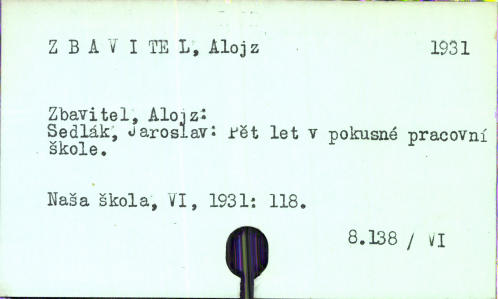 Z B A V I TE L, Alojz 1931
Zbavitel, Alojz:
Sedlák, Jaroslav: Pět let v pokusné pracovní
škole.
Naša škola, VI, 1931: 118.
8.138 / VI